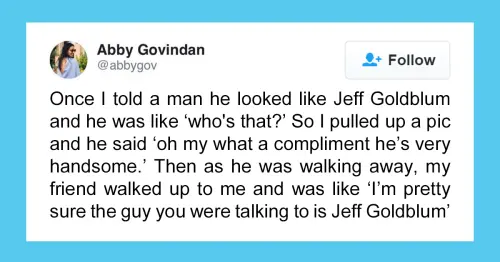 Abby Govindan
@abbygov
Follow
Once I told a man he looked like Jeff Goldblum
and he was like ‘who's that?’ So I pulled up a pic
and he said ‘oh my what a compliment he’s very
handsome.’ Then as he was walking away, my
friend walked up to me and was like ‘I’m pretty
sure the guy you were talking to is Jeff Goldblum’